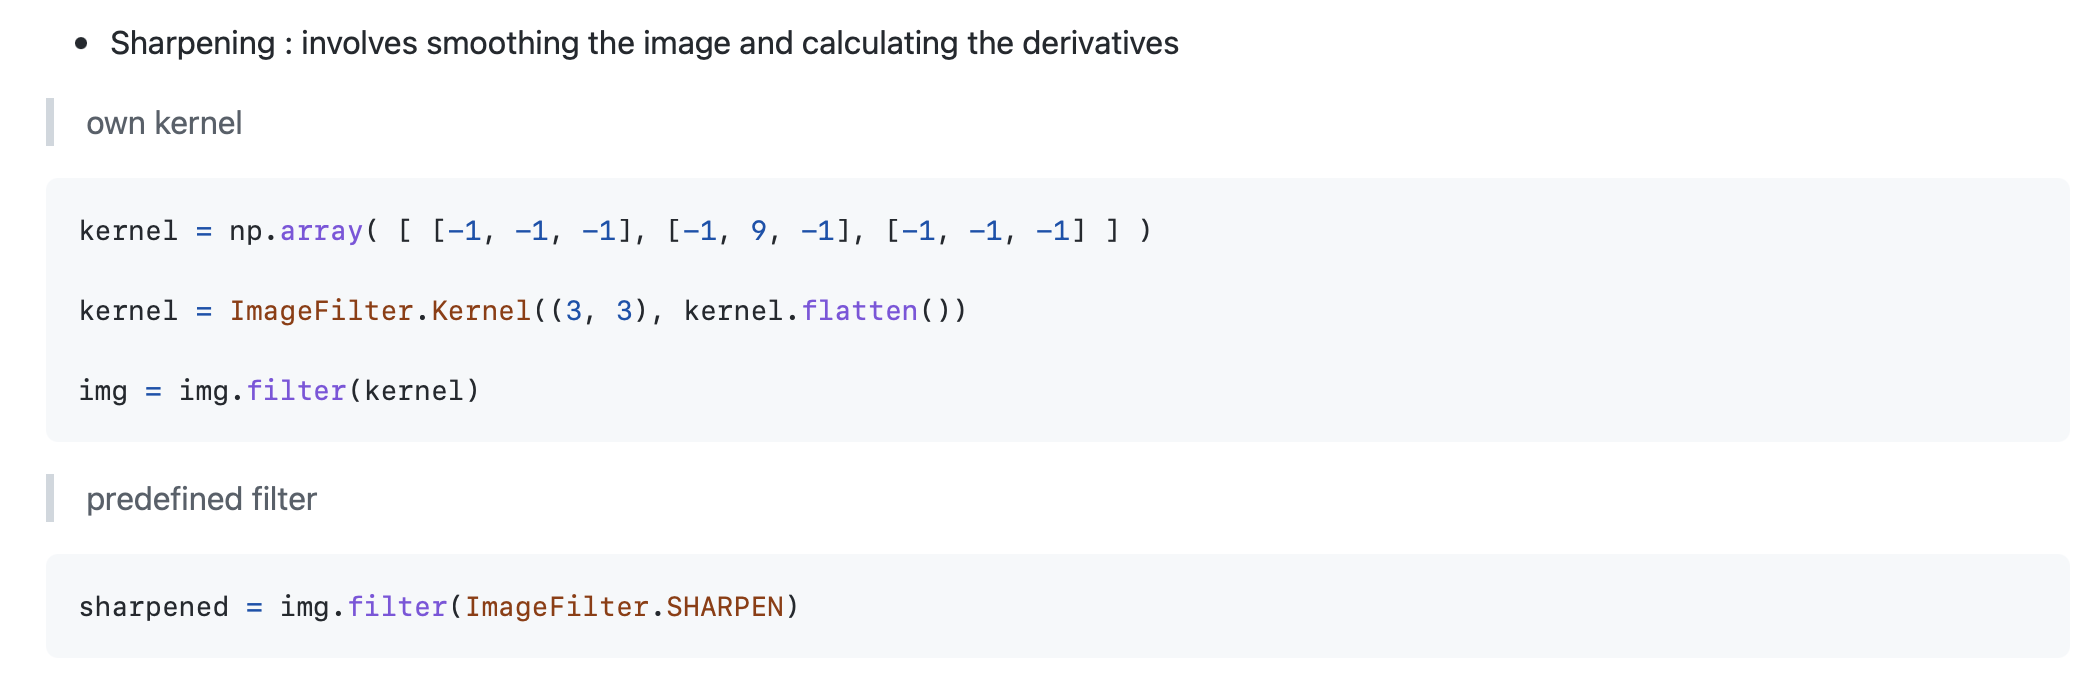 • Sharpening : involves smoothing the image and calculating the derivatives
own kernel
kernel = np.array( [ [-1, -1, -1], [-1, 9, -1], [-1, -1, -1] ] )
kernel = ImageFilter.Kernel((3, 3), kernel.flatten())
img = img.filter(kernel)
predefined filter
sharpened = img.filter(ImageFilter.SHARPEN)